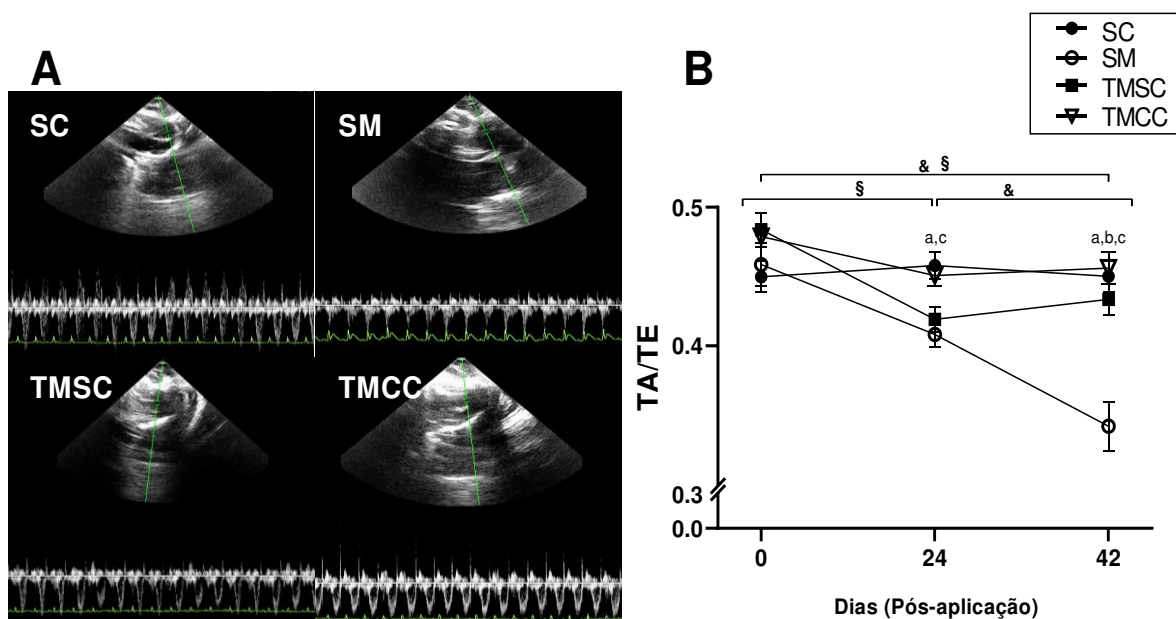 A
SC
SM
TMSC
TMCC
B
SC
SM
TMSC
TMCC
& §
§
&
a,c
a,b,c
0.5
0.4
0.3
0.0
TA/TE
0
24
42
Dias (Pós-aplicação)